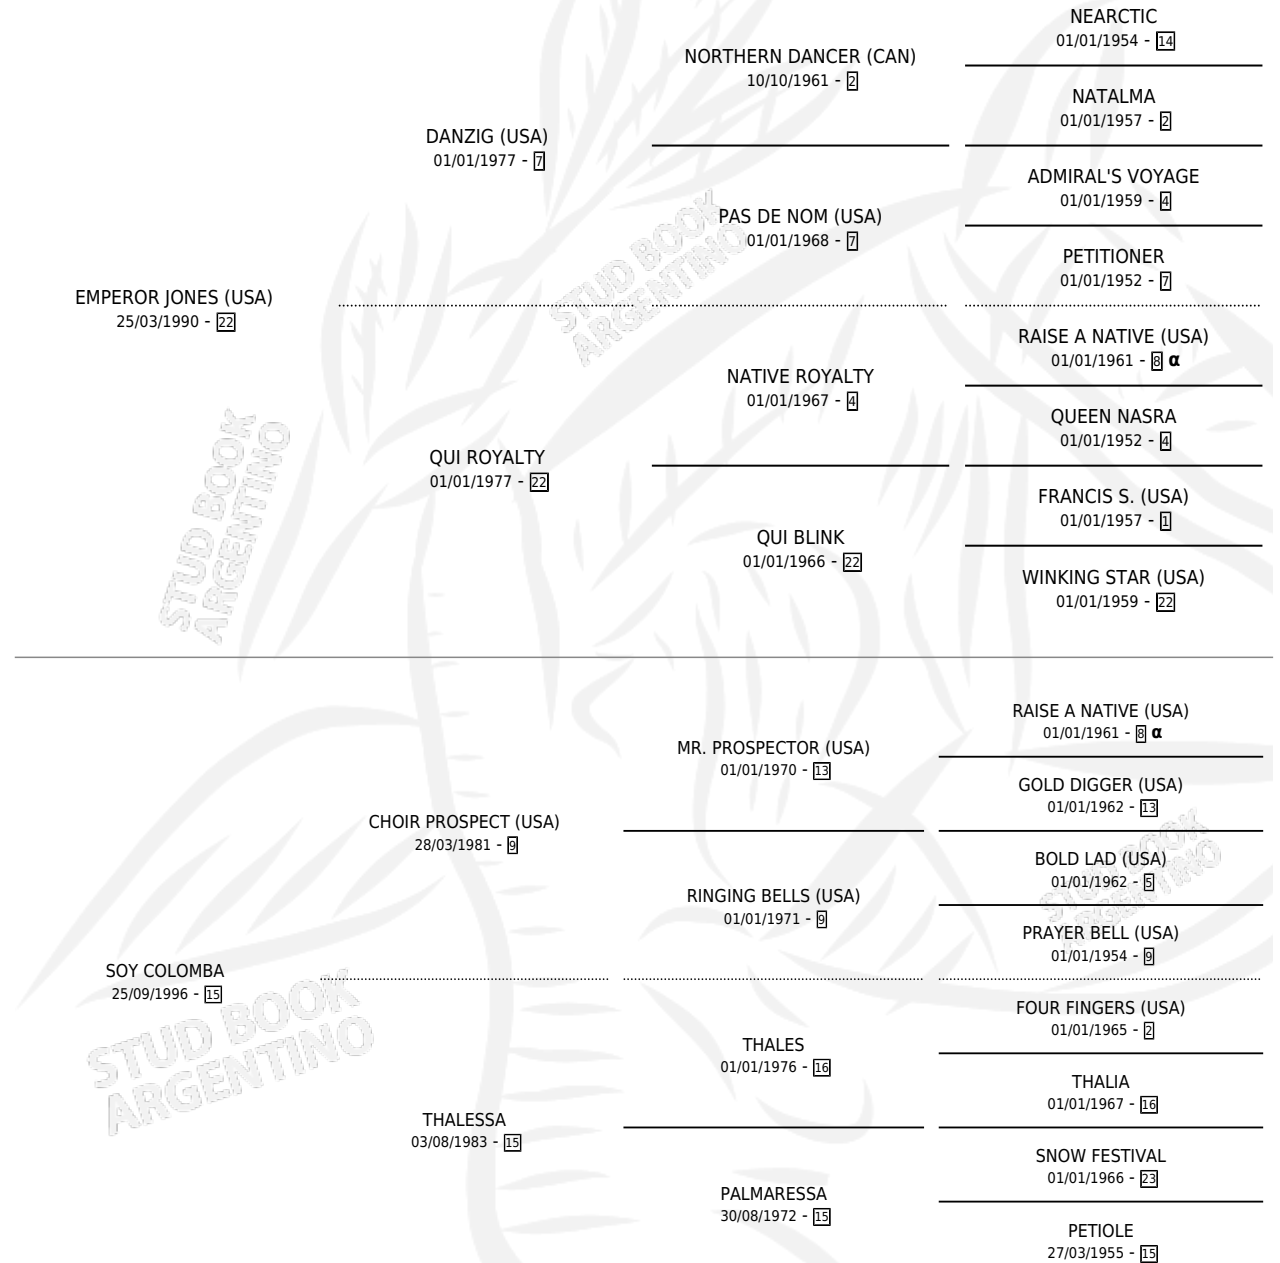 NEARCTIC
01/01/1954 - 14
NORTHERN DANCER (CAN)
10/10/1961 - 2
NATALMA
01/01/1957 - 2
DANZIG (USA)
01/01/1977 - 7
ADMIRAL'S VOYAGE
01/01/1959 - 4
PAS DE NOM (USA)
01/01/1968 - 7
PETITIONER
01/01/1952 - 7
EMPEROR JONES (USA)
25/03/1990 - 22
RAISE A NATIVE (USA)
01/01/1961 - 8 α
NATIVE ROYALTY
01/01/1967 - 4
QUEEN NASRA
01/01/1952 - 4
QUI ROYALTY
01/01/1977 - 22
FRANCIS S. (USA)
01/01/1957 - 1
QUI BLINK
01/01/1966 - 22
WINKING STAR (USA)
01/01/1959 - 22
RAISE A NATIVE (USA)
01/01/1961 - 8 α
MR. PROSPECTOR (USA)
01/01/1970 - 13
GOLD DIGGER (USA)
01/01/1962 - 13
CHOIR PROSPECT (USA)
28/03/1981 - 9
BOLD LAD (USA)
01/01/1962 - 5
RINGING BELLS (USA)
01/01/1971 - 9
PRAYER BELL (USA)
01/01/1954 - 9
SOY COLOMBA
25/09/1996 - 15
FOUR FINGERS (USA)
01/01/1965 - 2
THALES
01/01/1976 - 16
THALIA
01/01/1967 - 16
THALESSA
03/08/1983 - 15
SNOW FESTIVAL
01/01/1966 - 23
PALMARESSA
30/08/1972 - 15
PETIOLE
27/03/1955 - 15
STUD BOOK
ARGENTINO
STUD BOOK
ARGENTINO
STUD BOOK
ARGENTINO
STUD BOOK
ARGENTINO